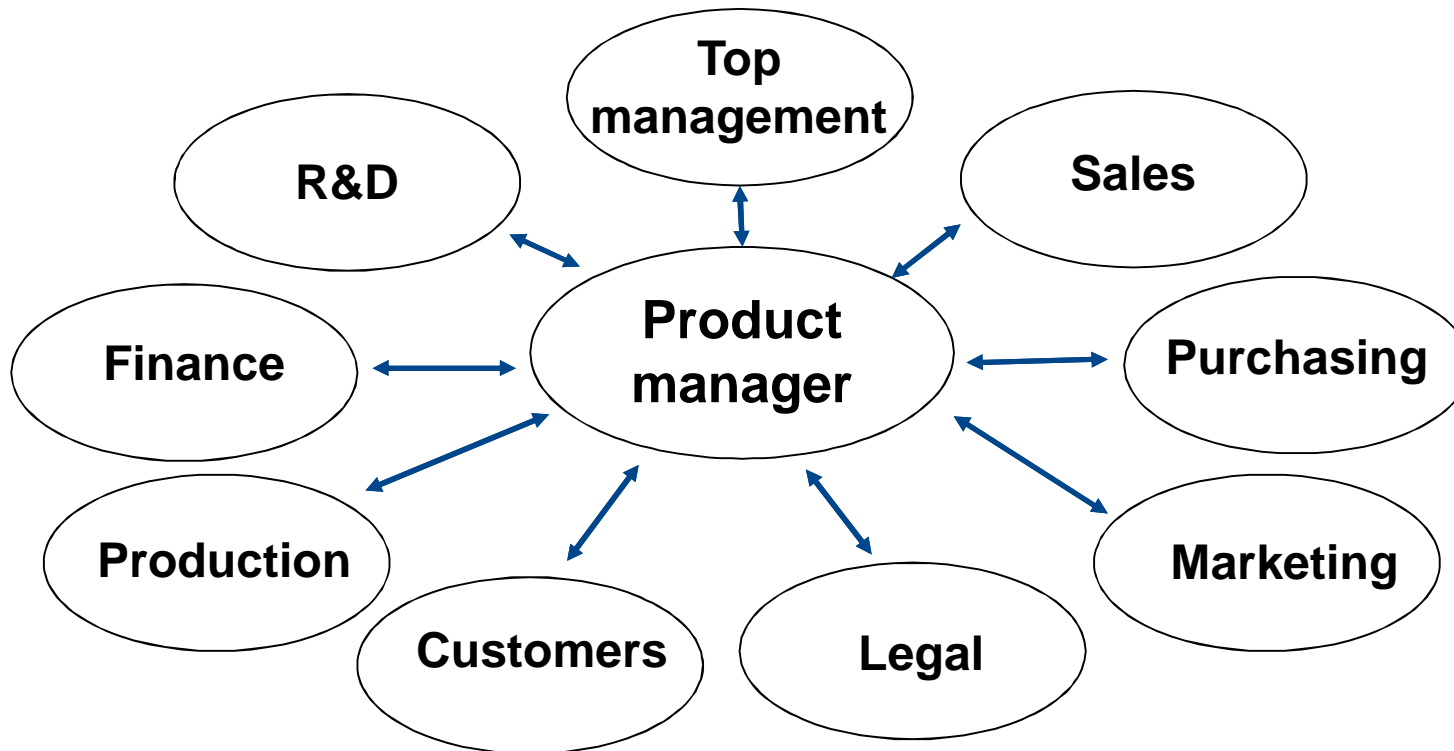 Top
management
R&D
Sales
Product
manager
Finance
Purchasing
Production
Marketing
Customers
Legal